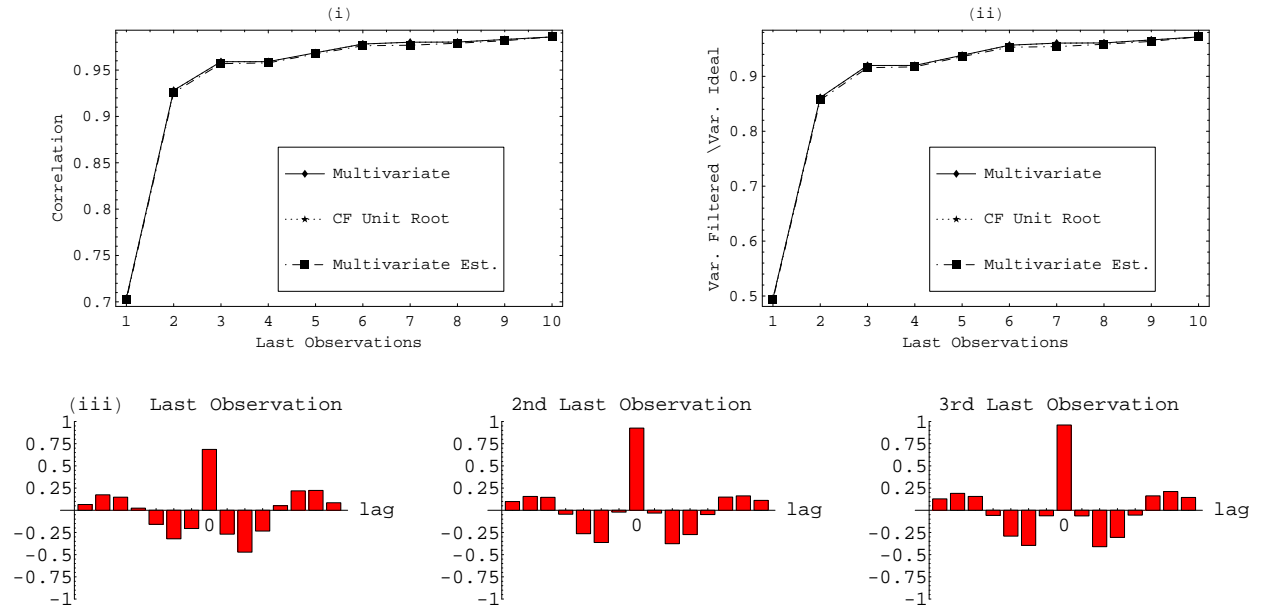 (i)
Correlation
0.95
0.9
0.85
0.8
0.75
0.7
Multivariate
CF Unit Root
Multivariate Est.
1 2 3 4 5 6 7 8 9 10
Last Observations
(ii)
Var. Filtered \Var. Ideal
0.9
0.8
0.7
0.6
0.5
Multivariate
CF Unit Root
Multivariate Est.
1 2 3 4 5 6 7 8 9 10
Last Observations
(iii) Last Observation
1
0.75
0.5
0.25
-0.25
-0.5
-0.75
-1
0
lag
2nd Last Observation
1
0.75
0.5
0.25
-0.25
-0.5
-0.75
-1
0
lag
3rd Last Observation
1
0.75
0.5
0.25
-0.25
-0.5
-0.75
-1
0
lag